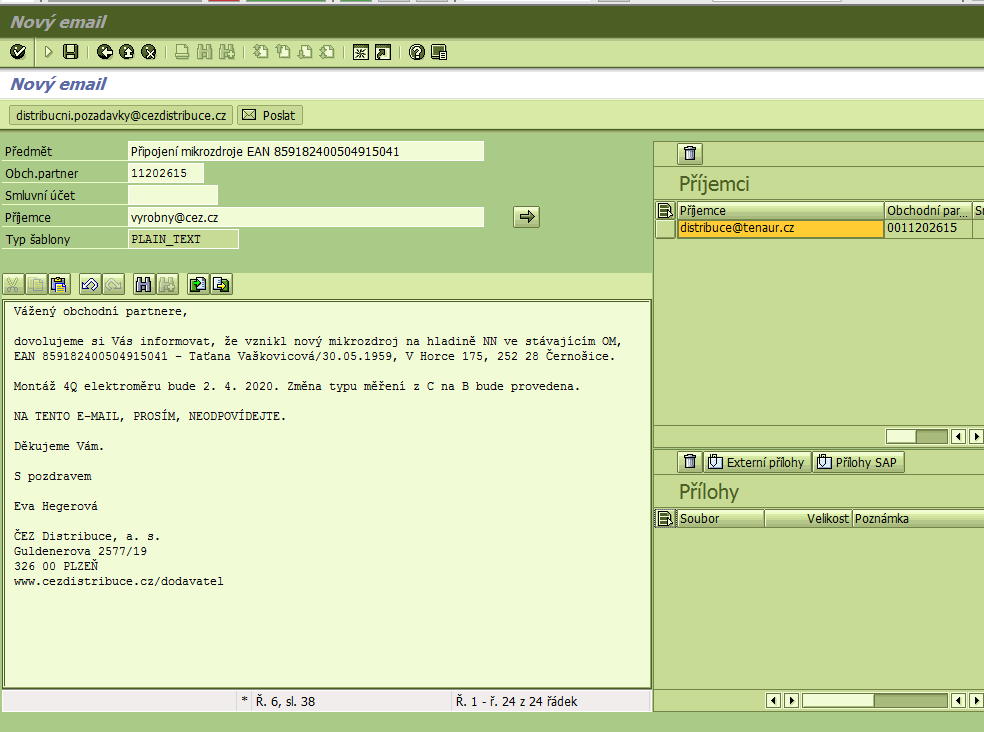 Nový email
Nový email
distribucni.pozadavky@cezdistribuce.cz Poslat
Předmět Připojení mikrozdroje EAN 859182400504915041
Obch.partner 11202615
Smluvní účet
Příjemce vyrobny@cez.cz
Typ šablony PLAIN_TEXT
Vážený obchodní partnere,
dovolujeme si Vás informovat, že vznikl nový mikrozdroj na hladině NN ve stávajícím OM,
EAN 859182400504915041 - Taťana Vaškovicová/30.05.1959, V Horce 175, 252 28 Černošice.
Montáž 4Q elektroměru bude 2. 4. 2020. Změna typu měření z C na B bude provedena.
NA TENTO E-MAIL, PROSÍM, NEODPOVÍDEJTE.
Děkujeme Vám.
S pozdravem
Eva Hegerová
ČEZ Distribuce, a. s.
Guldenerova 2577/19
326 00 PLZEŇ
www.cezdistribuce.cz/dodavatel
* Ř. 6, sl. 38 Ř. 1 - ř. 24 z 24 řádek
Příjemci
Příjemce Obchodní par... Sm
distribuce@tenaur.cz 0011202615
Externí přílohy Přílohy SAP
Přílohy
Soubor Velikost Poznámka